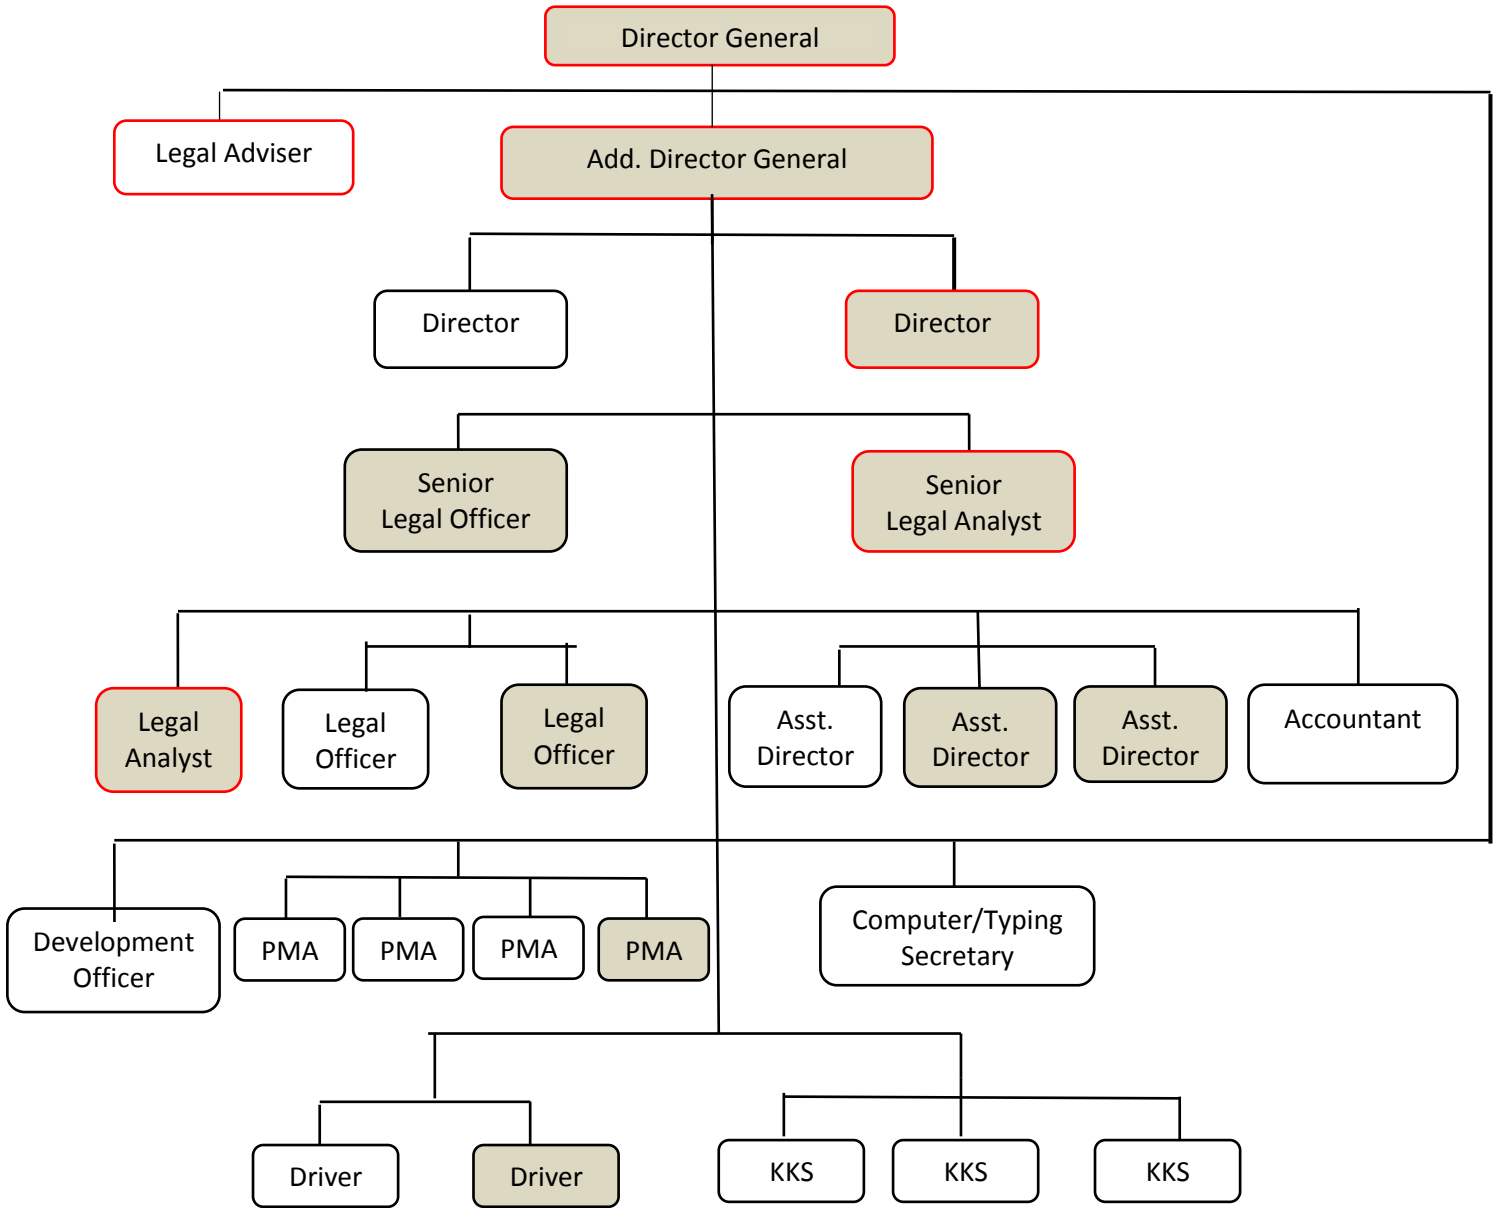 Director General
Legal Adviser
Add. Director General
Director
Director
Senior
Legal Officer
Senior
Legal Analyst
Legal
Analyst
Legal
Officer
Legal
Officer
Asst.
Director
Asst.
Director
Asst.
Director
Accountant
Development
Officer
PMA
PMA
PMA
PMA
Computer/Typing
Secretary
Driver
Driver
KKS
KKS
KKS